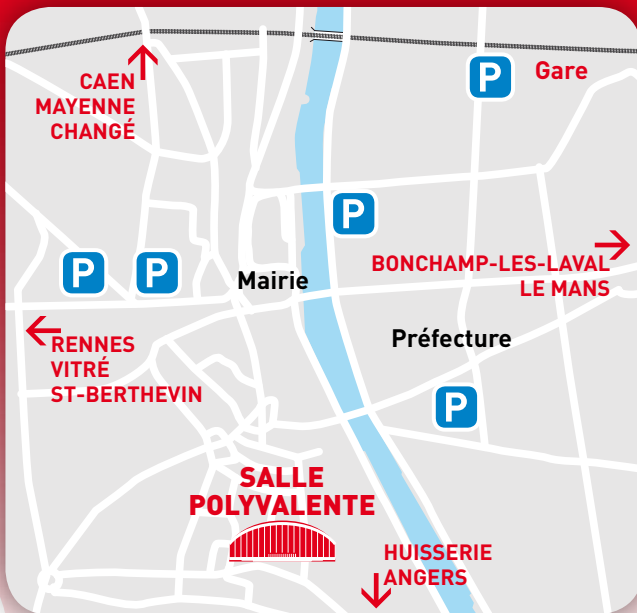 P
Gare
CAEN
MAYENNE
CHANGÉ
P
P
P
Mairie
BONCHAMP-LES-LAVAL
LE MANS
RENNES
VITRÉ
ST-BERTHEVIN
Préfecture
P
SALLE
POLYVALENTE
HUISSERIE
ANGERS